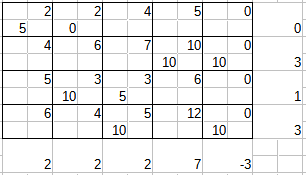 2 2 4 5 0
5 0 0
4 6 7 10 0
10 10 3
5 3 3 6 0
10 5 1
6 4 5 12 0
10 10 3
2 2 2 7 -3